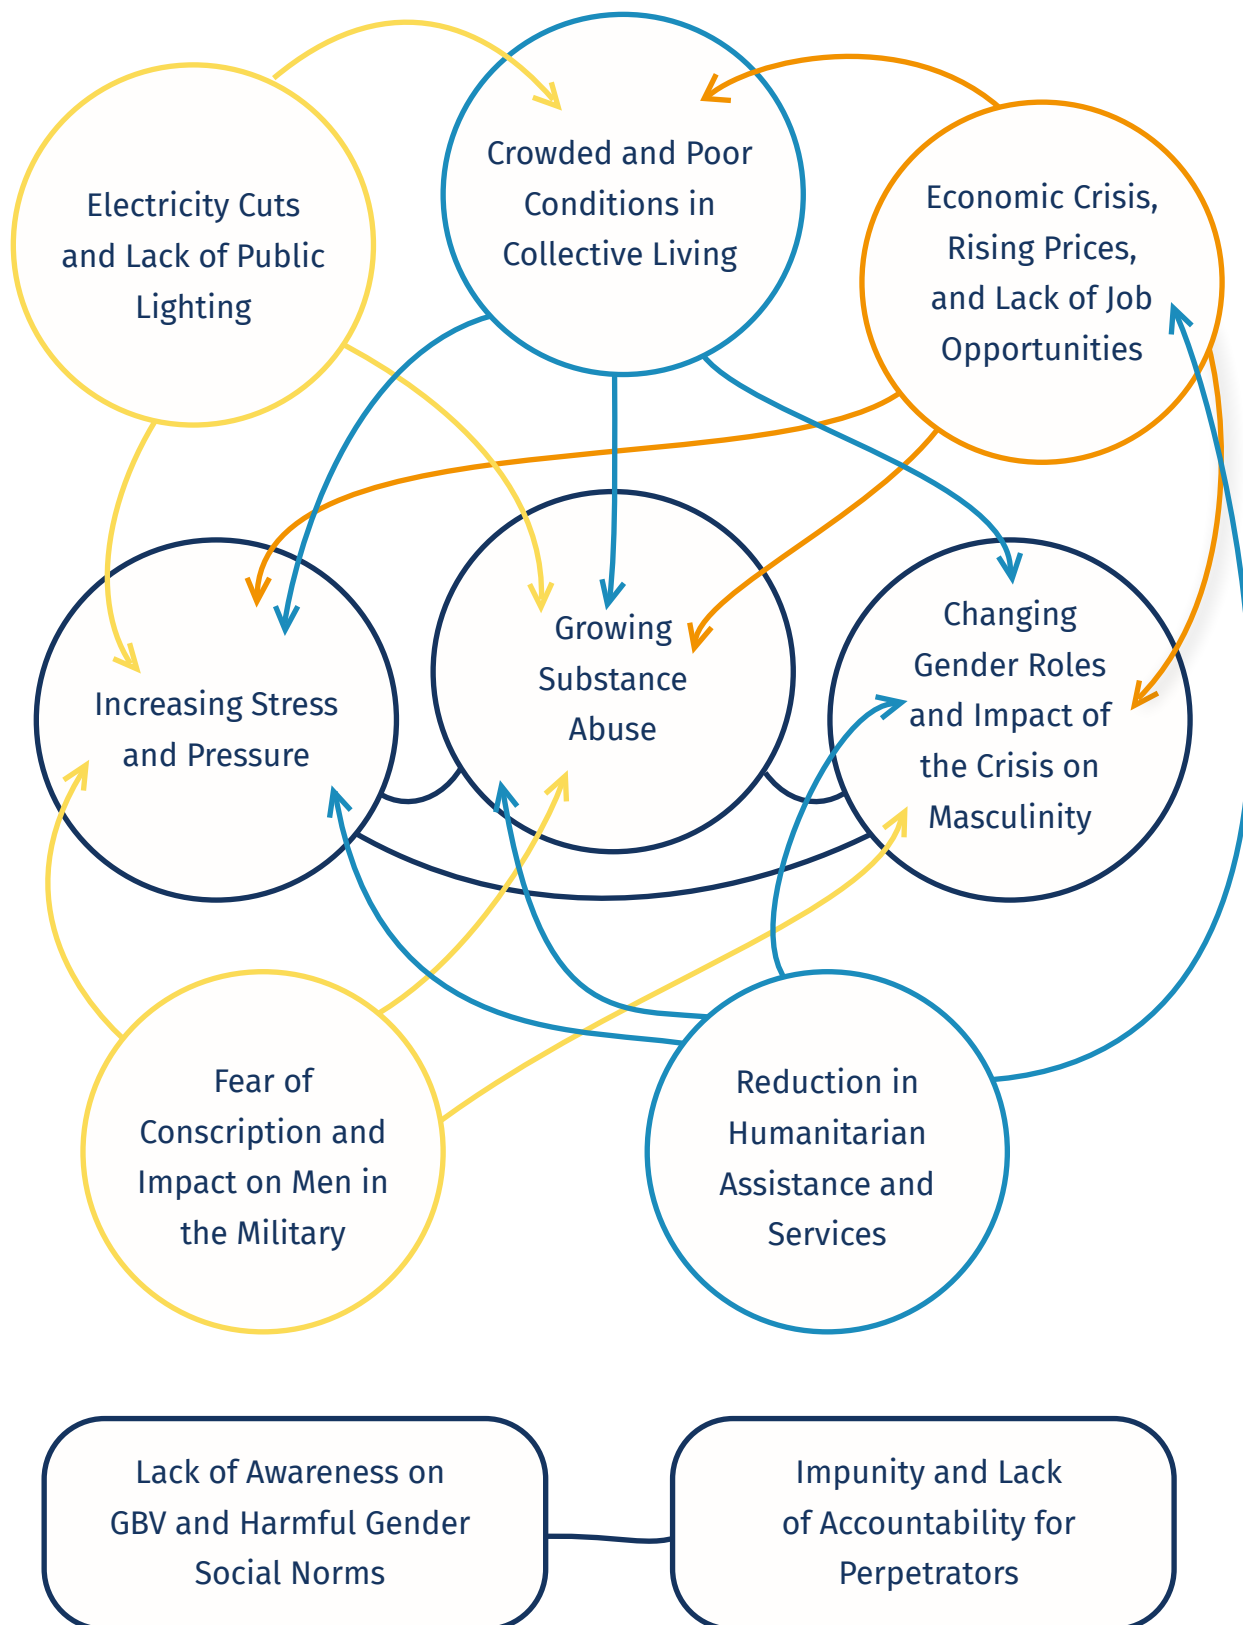 Electricity Cuts
and Lack of Public
Lighting
Crowded and Poor
Conditions in
Collective Living
Economic Crisis,
Rising Prices,
and Lack of Job
Opportunities
Increasing Stress
and Pressure
Growing
Substance
Abuse
Changing
Gender Roles
and Impact of
the Crisis on
Masculinity
Fear of
Conscription and
Impact on Men in
the Military
Reduction in
Humanitarian
Assistance and
Services
Lack of Awareness on
GBV and Harmful Gender
Social Norms
Impunity and Lack
of Accountability for
Perpetrators